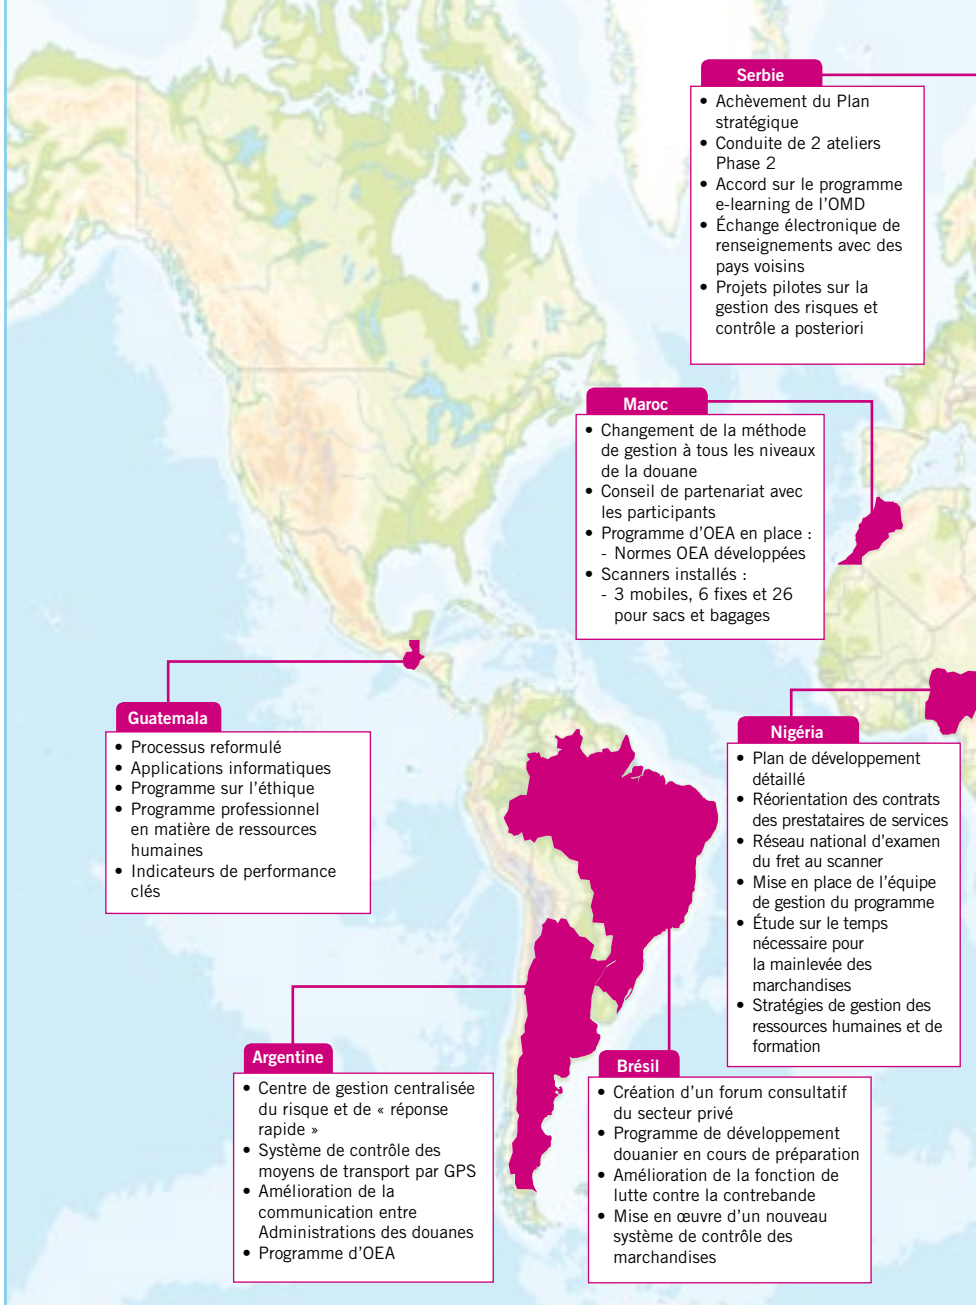 Serbie
• Achèvement du Plan
stratégique
• Conduite de 2 ateliers
Phase 2
• Accord sur le programme
e-learning de l'OMD
• Échange électronique de
renseignements avec des
pays voisins
• Projets pilotes sur la
gestion des risques et
contrôle a posteriori
Maroc
• Changement de la méthode
de gestion à tous les niveaux
de la douane
• Conseil de partenariat avec
les participants
• Programme d'OEA en place :
- Normes OEA développées
• Scanners installés :
- 3 mobiles, 6 fixes et 26
pour sacs et bagages
Guatemala
• Processus reformulé
• Applications informatiques
• Programme sur l'éthique
• Programme professionnel
en matière de ressources
humaines
• Indicateurs de performance
clés
Nigéria
• Plan de développement
détaillé
• Réorientation des contrats
des prestataires de services
• Réseau national d'examen
du fret au scanner
• Mise en place de l'équipe
de gestion du programme
• Étude sur le temps
nécessaire pour
la mainlevée des
marchandises
• Stratégies de gestion des
ressources humaines et de
formation
Argentine
• Centre de gestion centralisée
du risque et de « réponse
rapide »
• Système de contrôle des
moyens de transport par GPS
• Amélioration de la
communication entre
Administrations des douanes
• Programme d'OEA
Brésil
• Création d'un forum consultatif
du secteur privé
• Programme de développement
douanier en cours de préparation
• Amélioration de la fonction de
lutte contre la contrebande
• Mise en œuvre d'un nouveau
système de contrôle des
marchandises